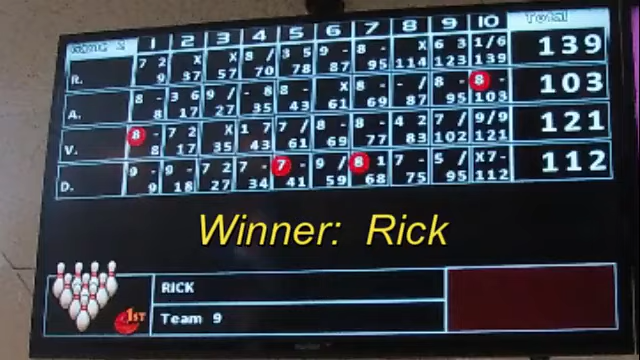 GAME 2 1 2 3 4 5 6 7 8 9 10 Total
R. 7 2 X X 8 / 3 5 9 - 8 - X 6 3 1/6 139
9 37 57 70 78 87 95 114 123 139
A. 8 - 3 6 9 / - 8 8 - X 8 - - / 8 - 8 - 103
8 17 27 35 43 61 69 87 95 103
V. 8 - 7 2 X 1 7 7 / 8 - 8 - 4 2 7 / 9/9 121
8 17 35 43 61 69 77 83 102 121
D. 9 - 9 - 7 2 7 - 7 - 9 / 8 1 7 - 5 / X7- 112
9 18 27 34 41 59 68 75 95 112
Winner: Rick
RICK
1ST Team 9